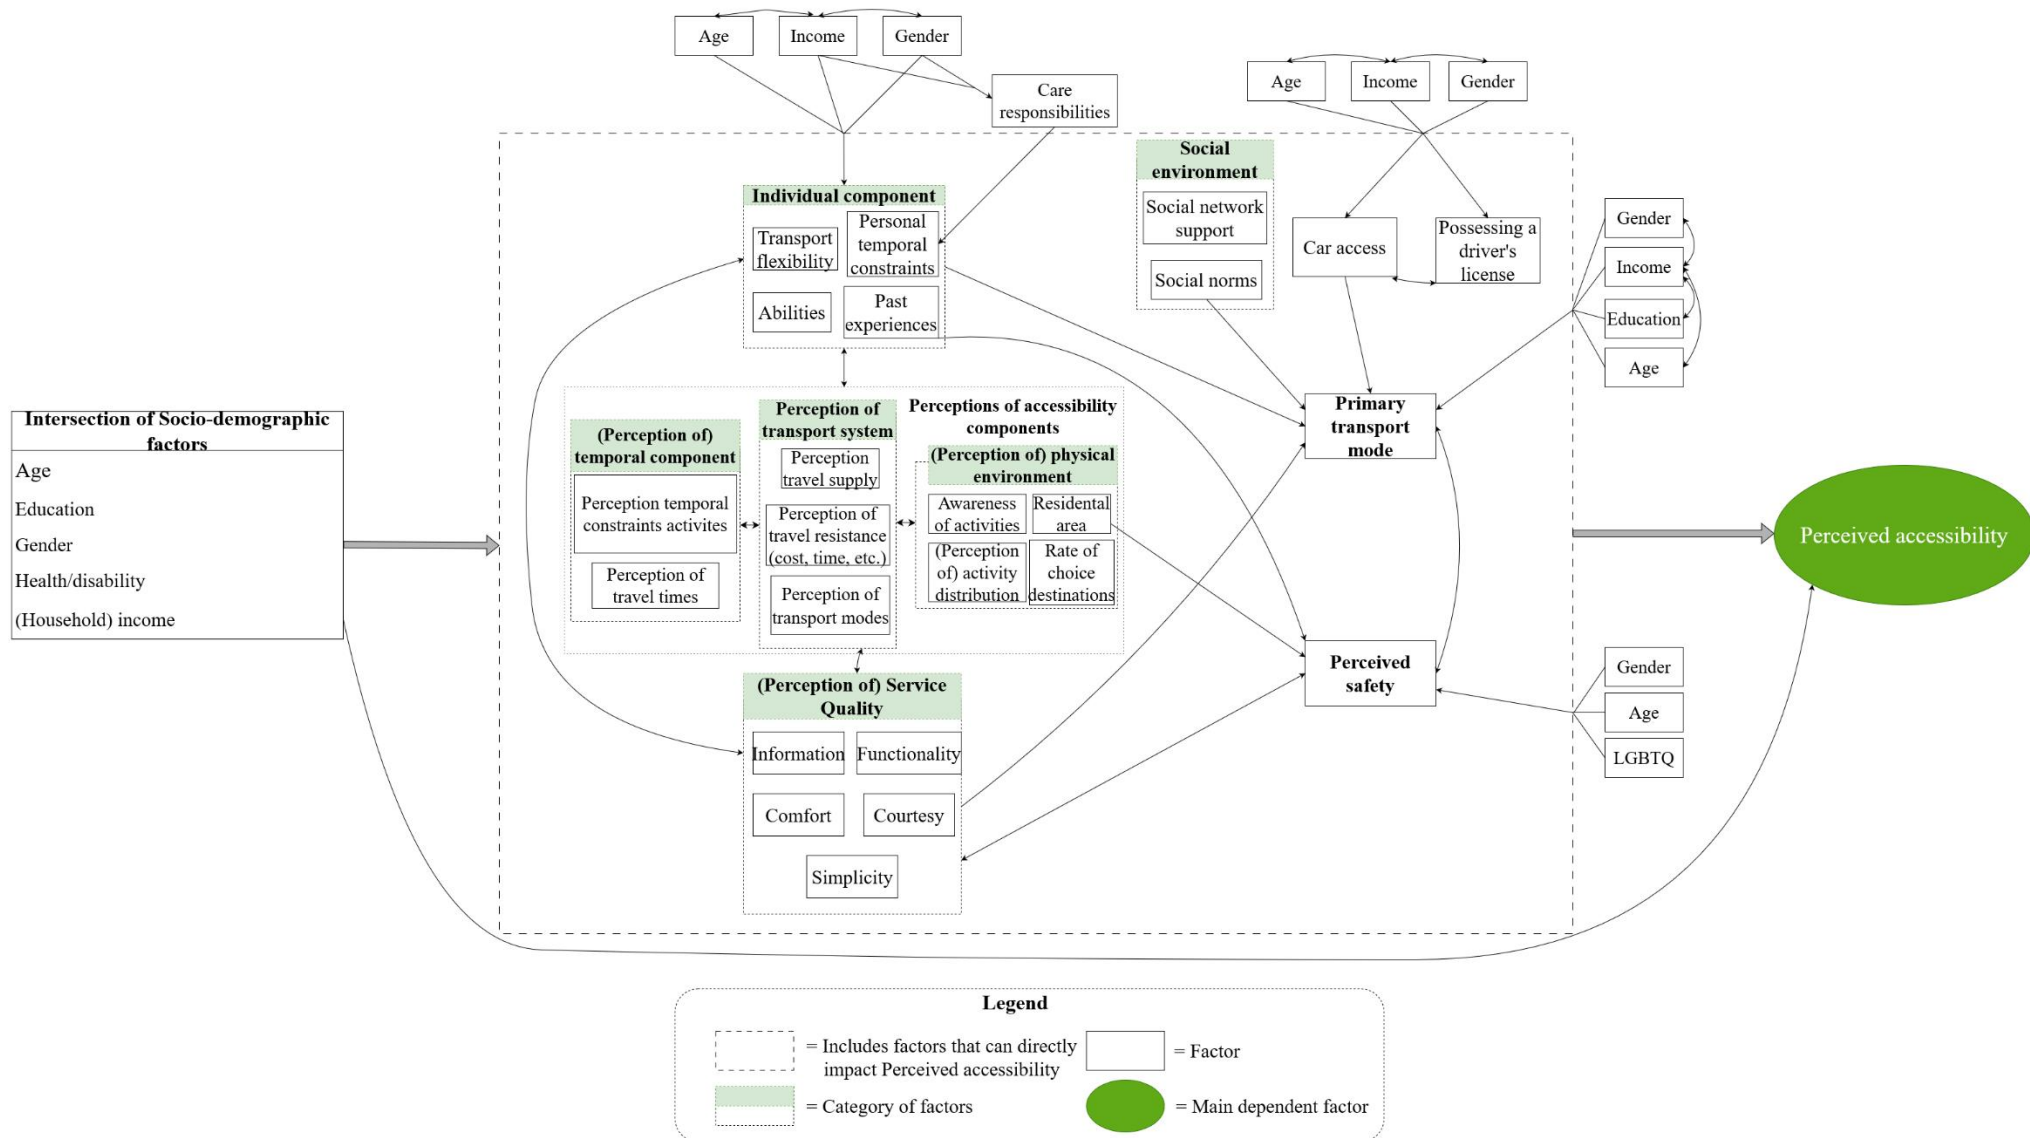 Age
Income
Gender
Care
responsibilities
Age
Income
Gender
Social
environment
Social network
support
Social norms
Car access
Possessing a
driver's
license
Individual component
Transport
flexibility
Personal
temporal
constraints
Abilities
Past
experiences
Gender
Income
Education
Age
Intersection of Socio-demographic
factors
Age
Education
Gender
Health/disability
(Household) income
Perceptions of accessibility
components
(Perception of)
temporal component
Perception temporal
constraints activites
Perception of
travel times
Perception of
transport system
Perception
travel supply
Perception of
travel resistance
(cost, time, etc.)
Perception of
transport modes
(Perception of) physical
environment
Awareness
of activities
Residental
area
(Perception
of) activity
distribution
Rate of
choice
destinations
Primary
transport
mode
Perceived accessibility
Perceived
safety
Gender
Age
LGBTQ
(Perception of) Service
Quality
Information
Functionality
Comfort
Courtesy
Simplicity
Legend
= Includes factors that can directly
impact Perceived accessibility
= Factor
= Category of factors
= Main dependent factor